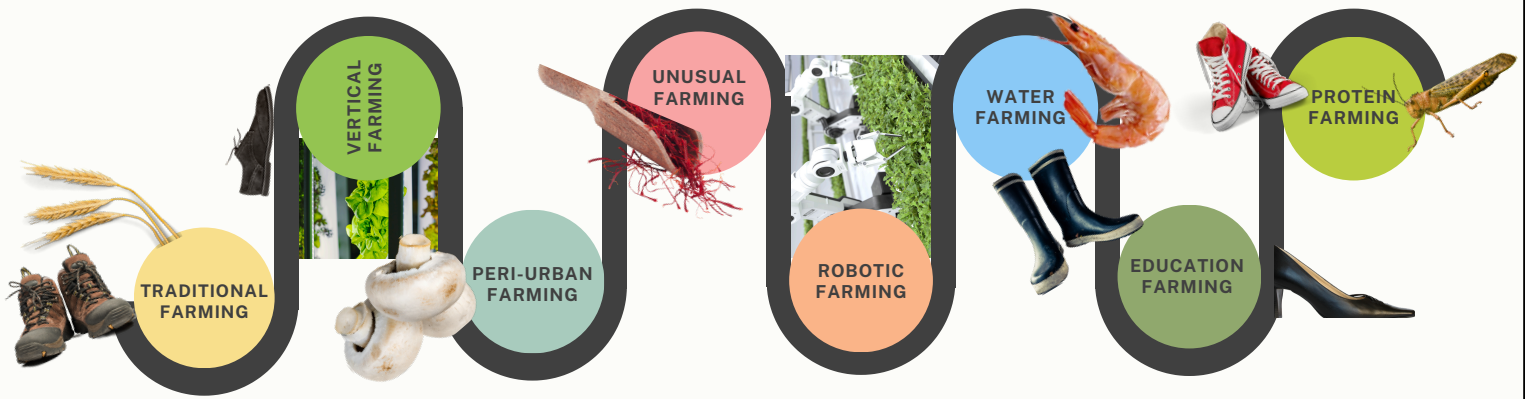 TRADITIONAL
FARMING
VERTICAL
FARMING
PERI-URBAN
FARMING
UNUSUAL
FARMING
ROBOTIC
FARMING
WATER
FARMING
EDUCATION
FARMING
PROTEIN
FARMING